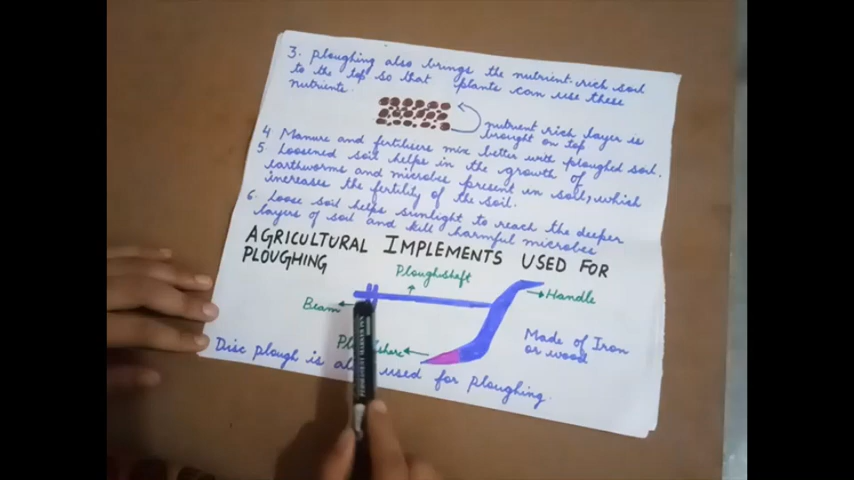 3. Ploughing also brings the nutrient rich soil
to the top so that plants can use these
nutrients.
nutrient rich layer is
brought on top
4. Manure and fertilisers mix better with ploughed soil.
5. Loosened soil helps in the growth of
earthworms and microbes present in soil, which
increases the fertility of the soil.
6. Loose soil helps sunlight to reach the deeper
layers of soil and kill harmful microbes
AGRICULTURAL IMPLEMENTS USED FOR
PLOUGHING
Ploughshaft
Handle
Beam
Made of Iron
or wood
Disc plough is used for ploughing.
PERMANENT MARKER PEN